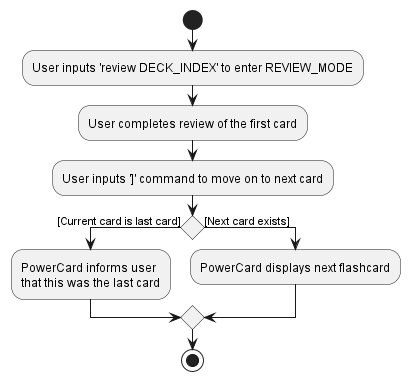 User inputs 'review DECK_INDEX' to enter REVIEW_MODE
User completes review of the first card
User inputs ']' command to move on to next card
[Current card is last card]
[Next card exists]
PowerCard informs user
that this was the last card
PowerCard displays next flashcard